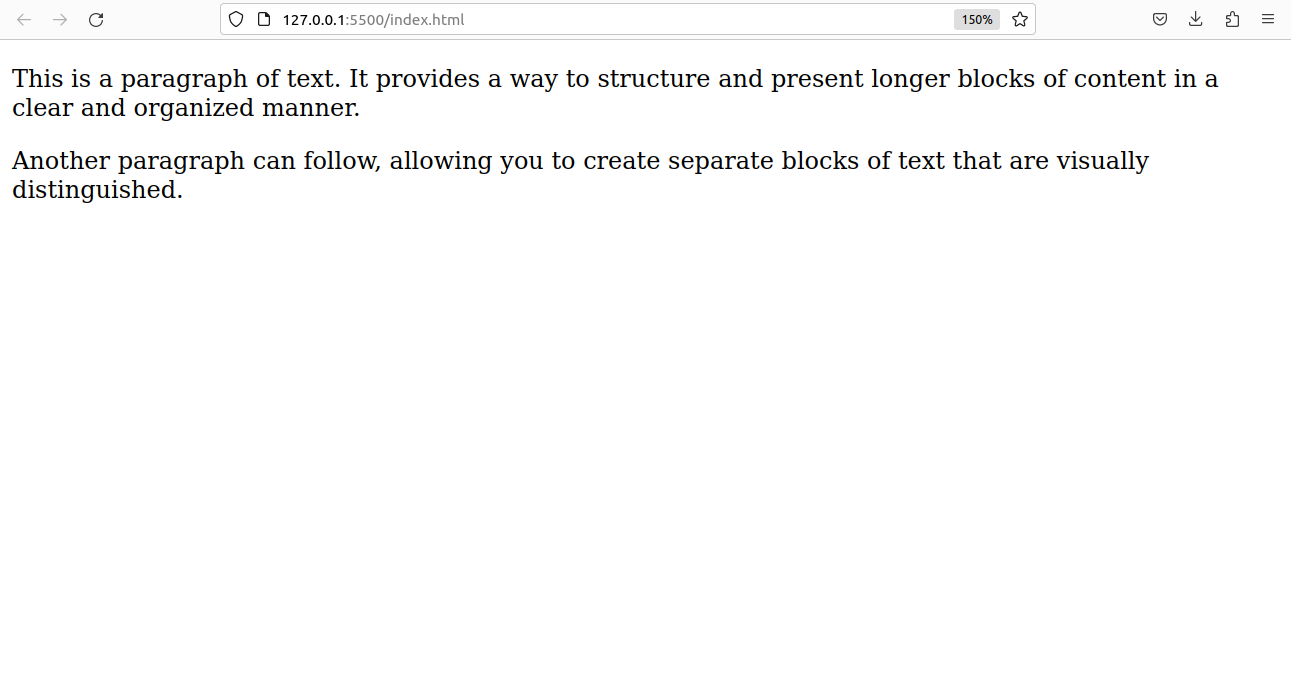 127.0.0.1:5500/index.html
150%
This is a paragraph of text. It provides a way to structure and present longer blocks of content in a
clear and organized manner.
Another paragraph can follow, allowing you to create separate blocks of text that are visually
distinguished.